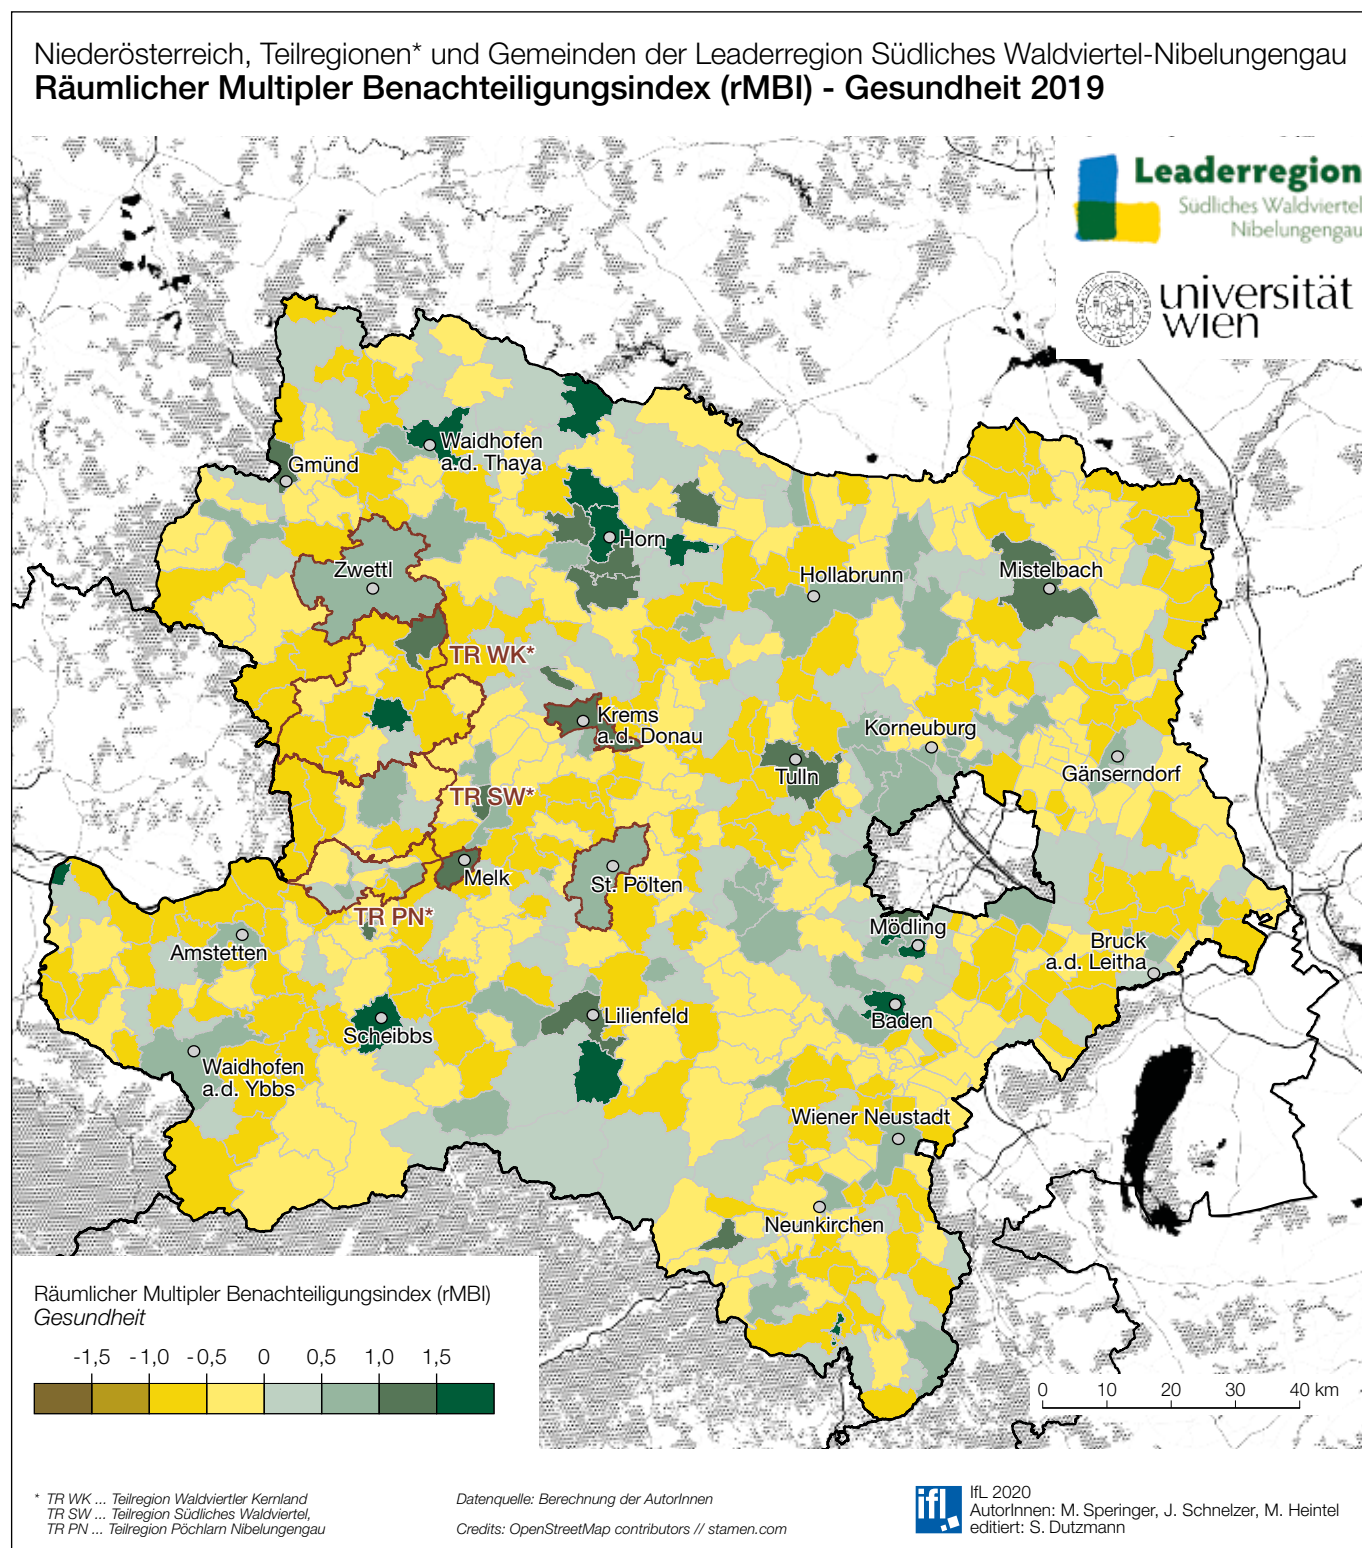 Niederösterreich, Teilregionen* und Gemeinden der Leaderregion Südliches Waldviertel-Nibelungengau
Räumlicher Multipler Benachteiligungsindex (rMBI) - Gesundheit 2019
Leaderregion
Südliches Waldviertel
Nibelungengau
universität
wien
Waidhofen
a.d. Thaya
Gmünd
Horn
Zwettl
Hollabrunn
Mistelbach
TR WK*
Krems
a.d. Donau
Korneuburg
Tulln
Gänserndorf
TR SW*
Melk
St. Pölten
TR PN*
Mödling
Amstetten
Bruck
a.d. Leitha
Baden
Lilienfeld
Scheibbs
Waidhofen
a.d. Ybbs
Wiener Neustadt
Neunkirchen
Räumlicher Multipler Benachteiligungsindex (rMBI)
Gesundheit
-1,5 -1,0 -0,5 0 0,5 1,0 1,5
0 10 20 30 40 km
* TR WK ... Teilregion Waldviertler Kernland
TR SW ... Teilregion Südliches Waldviertel,
TR PN ... Teilregion Pöchlarn Nibelungengau
Datenquelle: Berechnung der AutorInnen
Credits: OpenStreetMap contributors // stamen.com
ifl
IfL 2020
AutorInnen: M. Speringer, J. Schnelzer, M. Heintel
editiert: S. Dutzmann